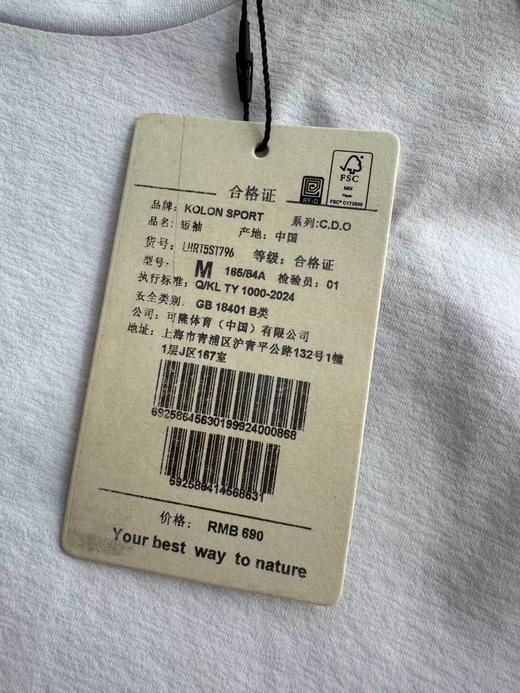 合格证
RFID
FSC
MIX
Paper
FSC® C172800
品牌: KOLON SPORT 系列:C.D.O
品名: 短袖 产地: 中国
货号: LHRT5ST796 等级: 合格证
型号: M 165/84A 检验员: 01
执行标准: Q/KL TY 1000-2024
安全类别: GB 18401 B类
公司: 可隆体育(中国)有限公司
地址: 上海市青浦区沪青平公路132号1幢
1层J区167室
69258645630199924000868
692586414568631
价格: RMB 690
Your best way to nature